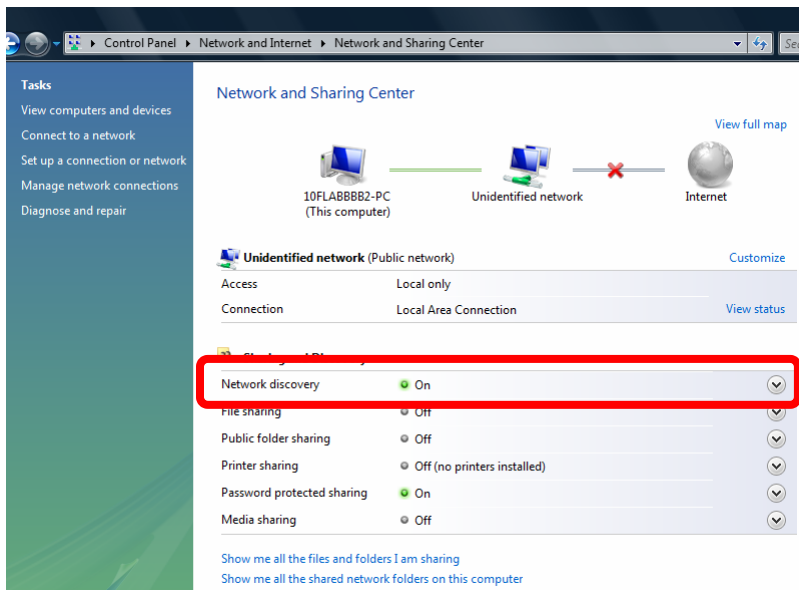 Control Panel Network and Internet Network and Sharing Center
Tasks
View computers and devices
Connect to a network
Set up a connection or network
Manage network connections
Diagnose and repair
Network and Sharing Center
View full map
10FLABBBB2-PC
(This computer)
Unidentified network
Internet
Unidentified network (Public network) Customize
Access Local only
Connection Local Area Connection View status
Network discovery On
File sharing Off
Public folder sharing Off
Printer sharing Off (no printers installed)
Password protected sharing On
Media sharing Off
Show me all the files and folders I am sharing
Show me all the shared network folders on this computer